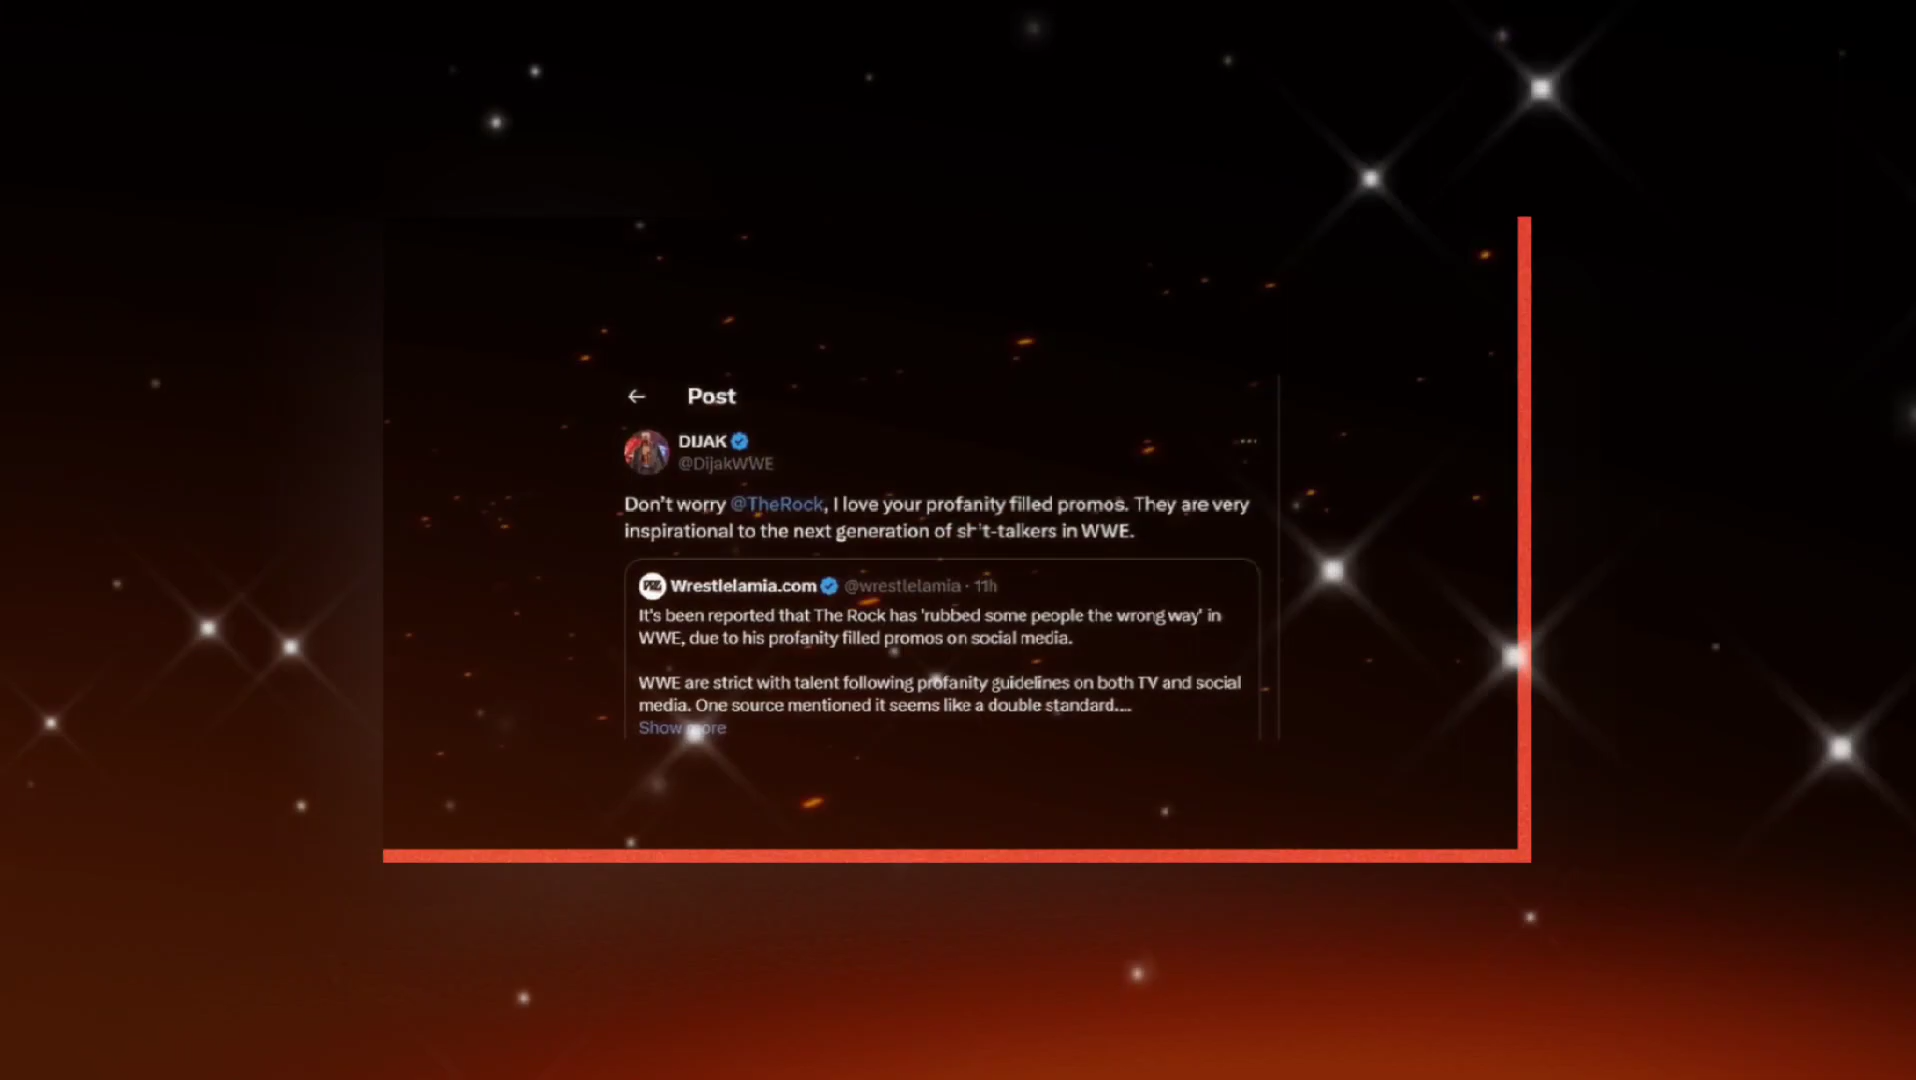 Post
DIJAK
@DijakWWE
Don't worry @TheRock, I love your profanity filled promos. They are very
inspirational to the next generation of sh*t-talkers in WWE.
Wrestlelamia.com @wrestlelamia · 11h
It's been reported that The Rock has 'rubbed some people the wrong way' in
WWE, due to his profanity filled promos on social media.
WWE are strict with talent following profanity guidelines on both TV and social
media. One source mentioned it seems like a double standard....
Show more